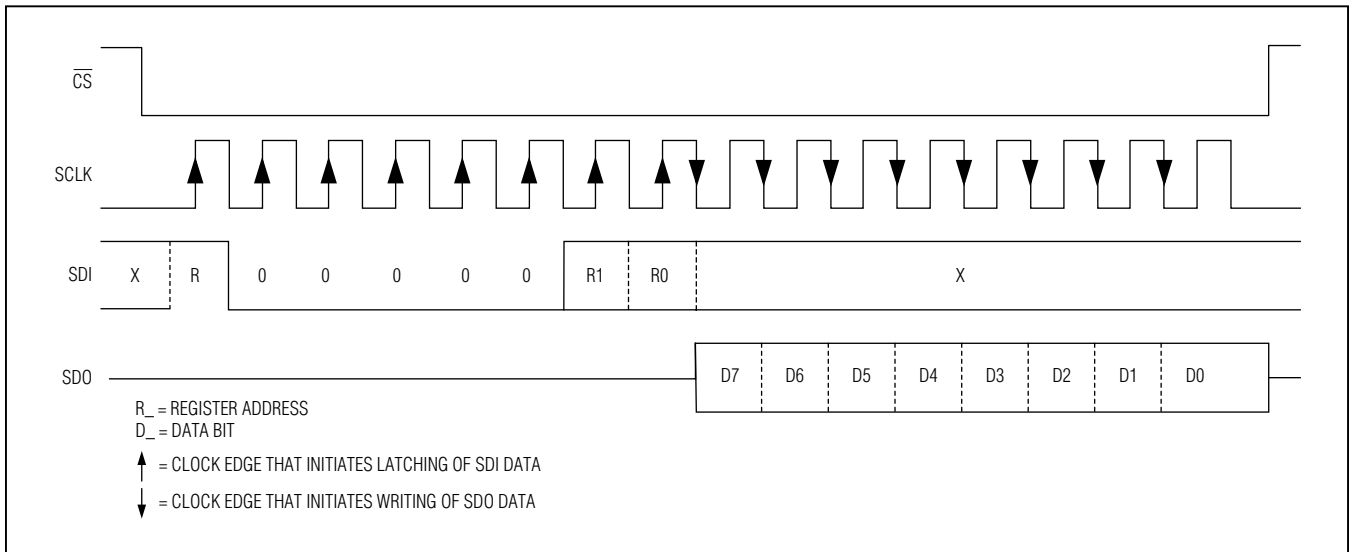 C̅S̅
SCLK
SDI X R 0 0 0 0 0 R1 R0 X
SDO D7 D6 D5 D4 D3 D2 D1 D0
R_ = REGISTER ADDRESS
D_ = DATA BIT
= CLOCK EDGE THAT INITIATES LATCHING OF SDI DATA
= CLOCK EDGE THAT INITIATES WRITING OF SDO DATA